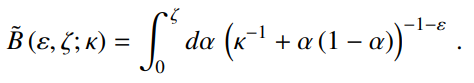 B̃(ε, ζ; κ) = ∫₀^ζ dα (κ⁻¹ + α(1 − α))^{−1−ε} .